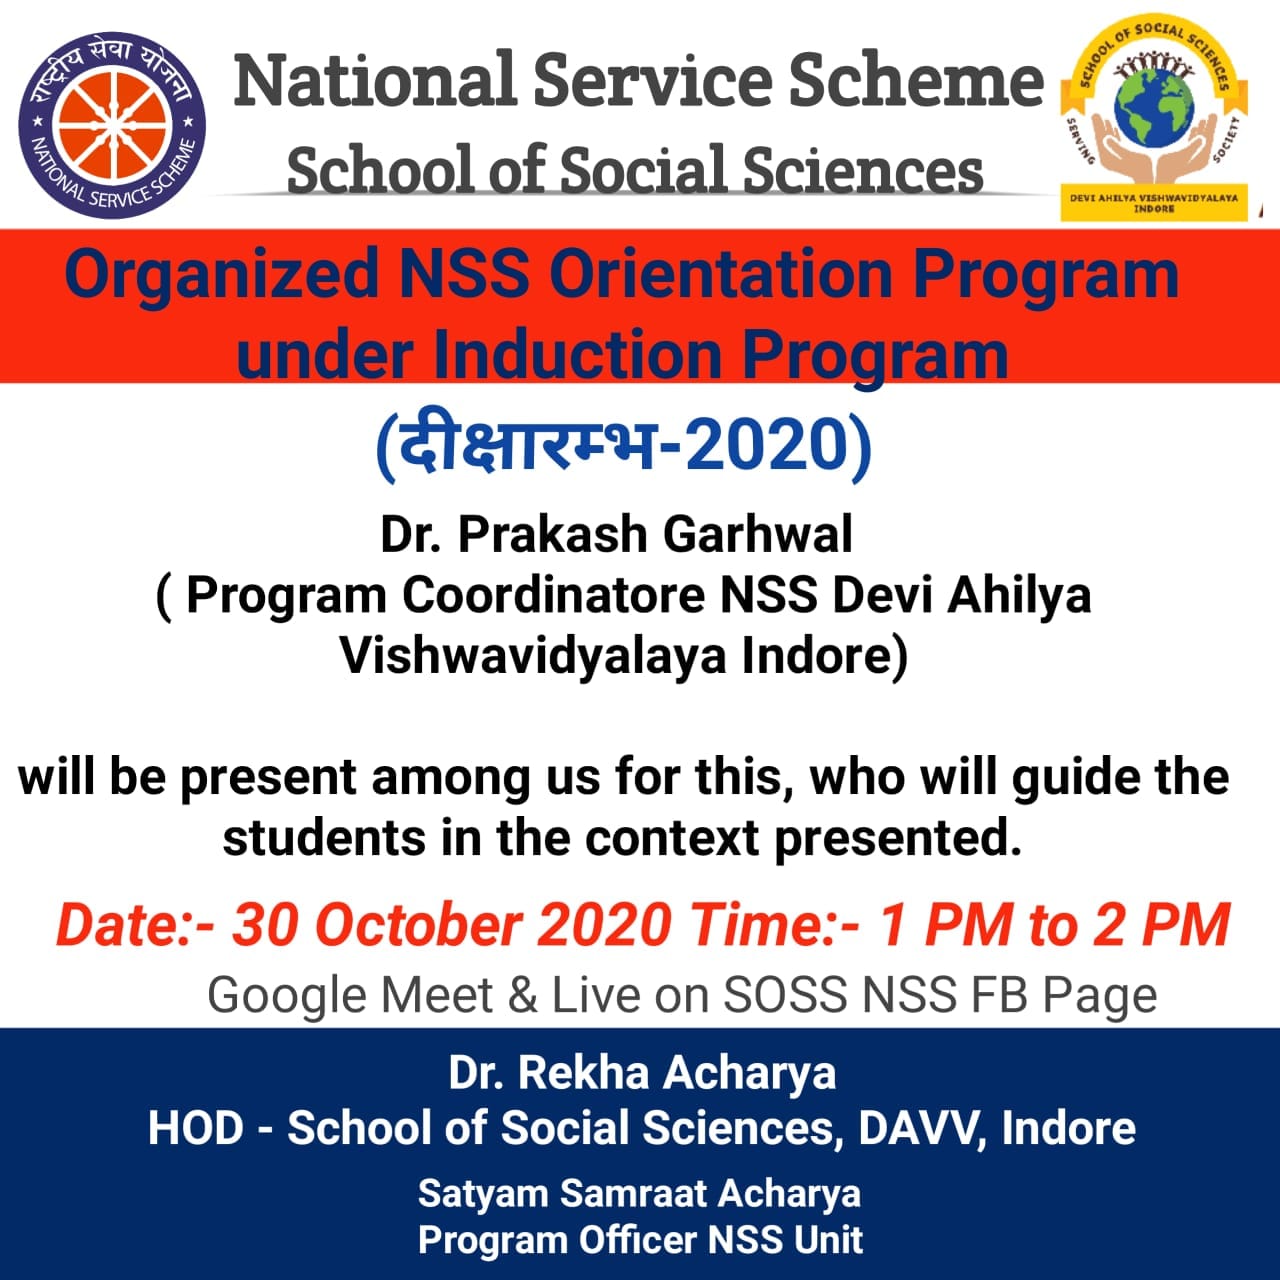 राष्ट्रीय सेवा योजना
NATIONAL SERVICE SCHEME
National Service Scheme
School of Social Sciences
SCHOOL OF SOCIAL SCIENCES
SERVING SOCIETY
DEVI AHILYA VISHWAVIDYALAYA
INDORE
Organized NSS Orientation Program
under Induction Program
(दीक्षारम्भ-2020)
Dr. Prakash Garhwal
( Program Coordinatore NSS Devi Ahilya
Vishwavidyalaya Indore)
will be present among us for this, who will guide the
students in the context presented.
Date:- 30 October 2020 Time:- 1 PM to 2 PM
Google Meet & Live on SOSS NSS FB Page
Dr. Rekha Acharya
HOD - School of Social Sciences, DAVV, Indore
Satyam Samraat Acharya
Program Officer NSS Unit